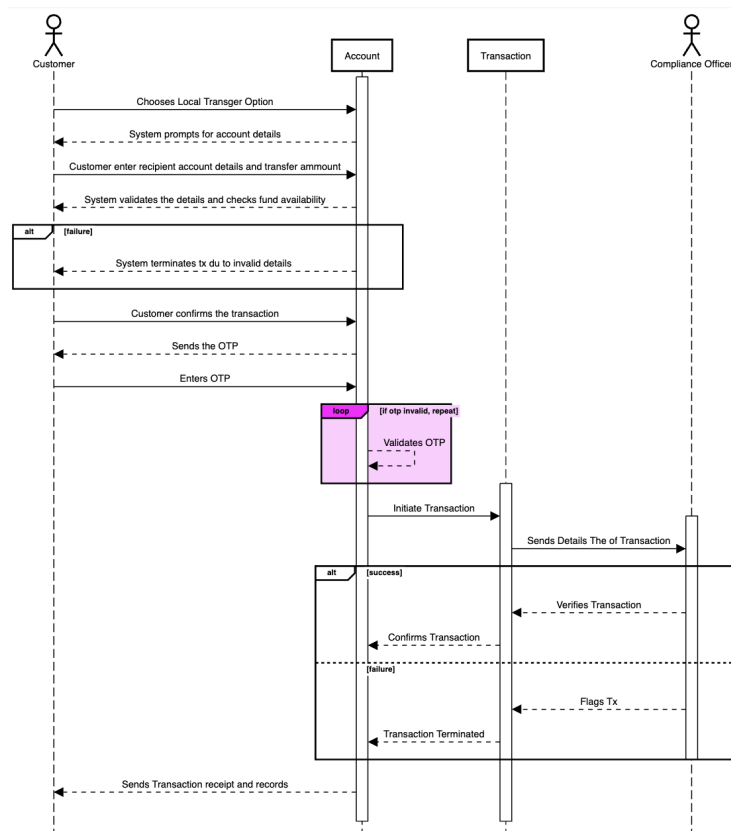 Customer
Account
Transaction
Compliance Officer
Chooses Local Transger Option
System prompts for account details
Customer enter recipient account details and transfer ammount
System validates the details and checks fund availability
alt [failure]
System terminates tx du to invalid details
Customer confirms the transaction
Sends the OTP
Enters OTP
loop [if otp invalid, repeat]
Validates OTP
Initiate Transaction
Sends Details The of Transaction
alt [success]
Verifies Transaction
Confirms Transaction
[failure]
Flags Tx
Transaction Terminated
Sends Transaction receipt and records